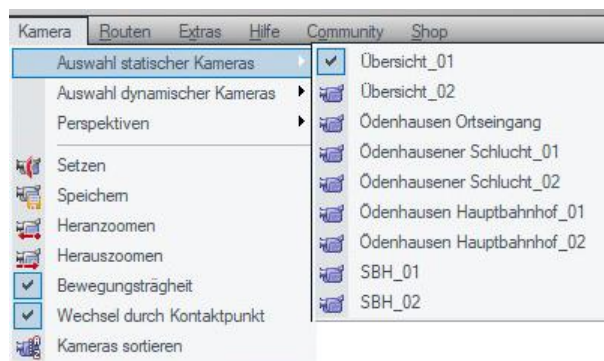 Kamera Routen Extras Hilfe Community Shop
Auswahl statischer Kameras
Auswahl dynamischer Kameras
Perspektiven
Setzen
Speichern
Heranzoomen
Herauszoomen
Bewegungsträgheit
Wechsel durch Kontaktpunkt
Kameras sortieren
Übersicht_01
Übersicht_02
Ödenhausen Ortseingang
Ödenhausener Schlucht_01
Ödenhausener Schlucht_02
Ödenhausen Hauptbahnhof_01
Ödenhausen Hauptbahnhof_02
SBH_01
SBH_02